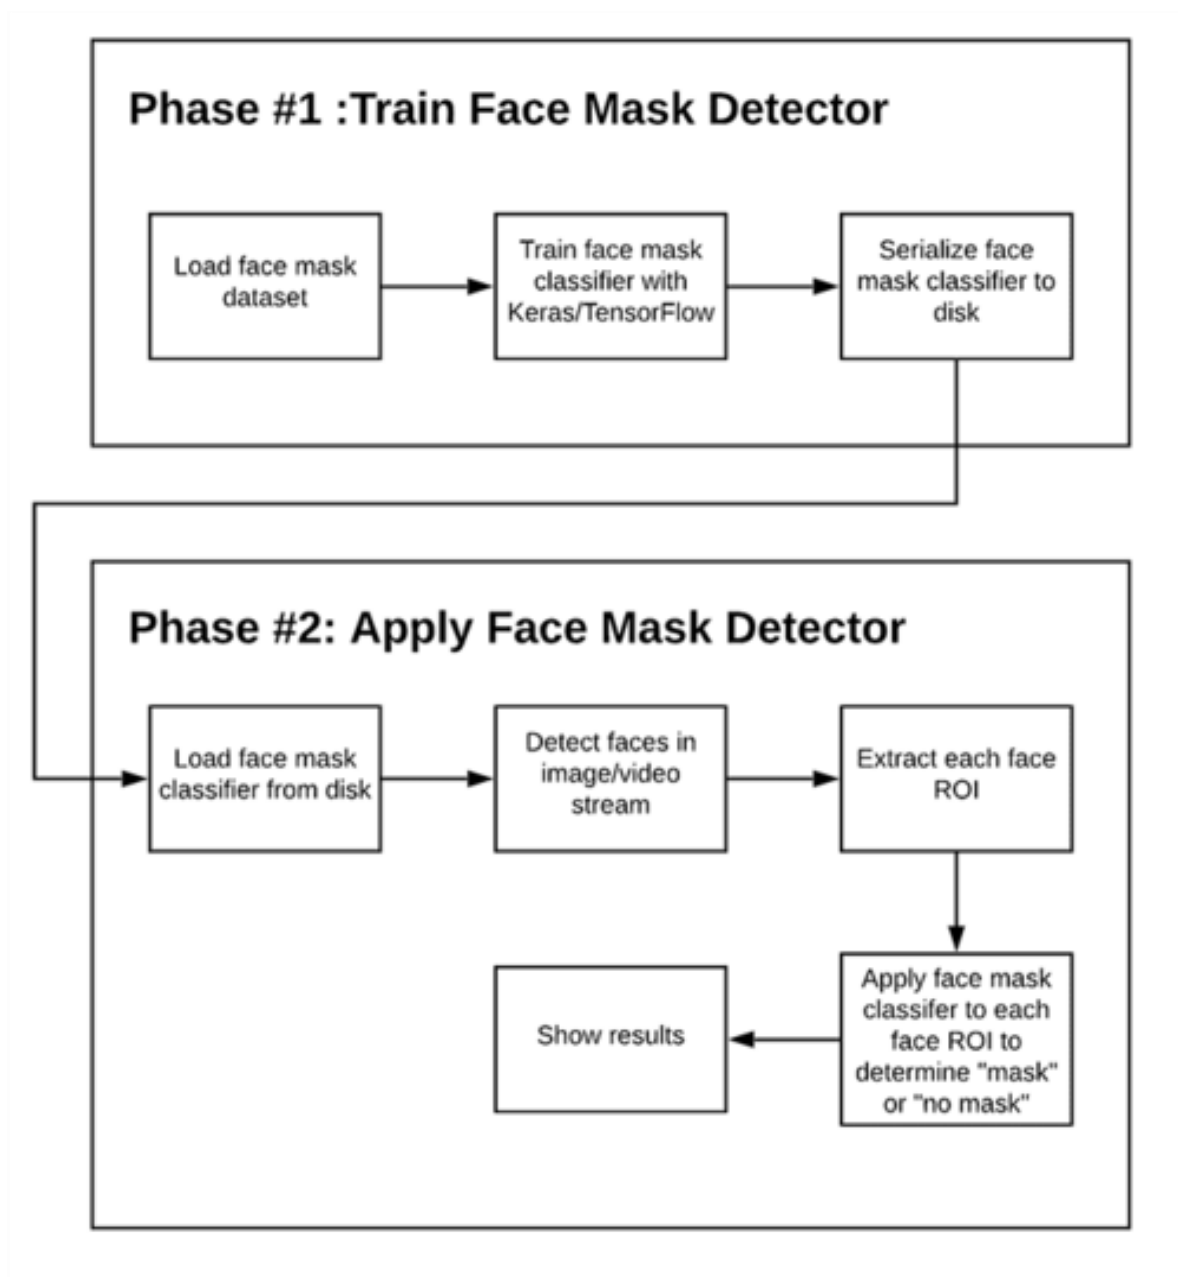 Phase #1 :Train Face Mask Detector
Load face mask
dataset
Train face mask
classifier with
Keras/TensorFlow
Serialize face
mask classifier to
disk
Phase #2: Apply Face Mask Detector
Load face mask
classifier from disk
Detect faces in
image/video
stream
Extract each face
ROI
Apply face mask
classifer to each
face ROI to
determine "mask"
or "no mask"
Show results